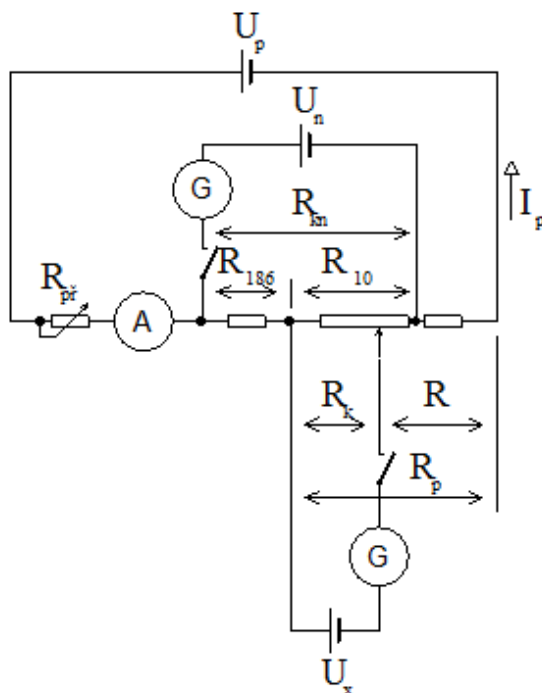 U_p
U_n
G
I_p
R_kn
R_186 R_10
R_př
A
R_k R
R_p
G
U_x